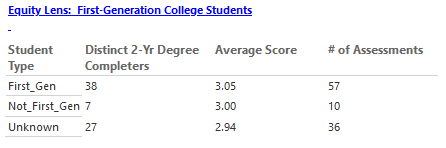 Equity Lens:  First-Generation College Students
Student Type Distinct 2-Yr Degree Completers Average Score # of Assessments
First_Gen 38 3.05 57
Not_First_Gen 7 3.00 10
Unknown 27 2.94 36